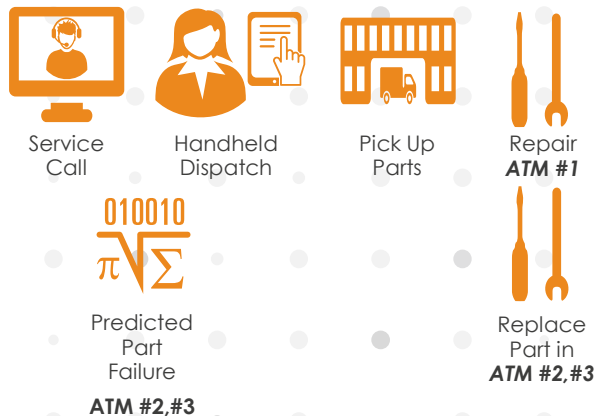 Service
Call
Handheld
Dispatch
Pick Up
Parts
Repair
ATM #1
010010
π√Σ
Predicted
Part
Failure
ATM #2,#3
Replace
Part in
ATM #2,#3